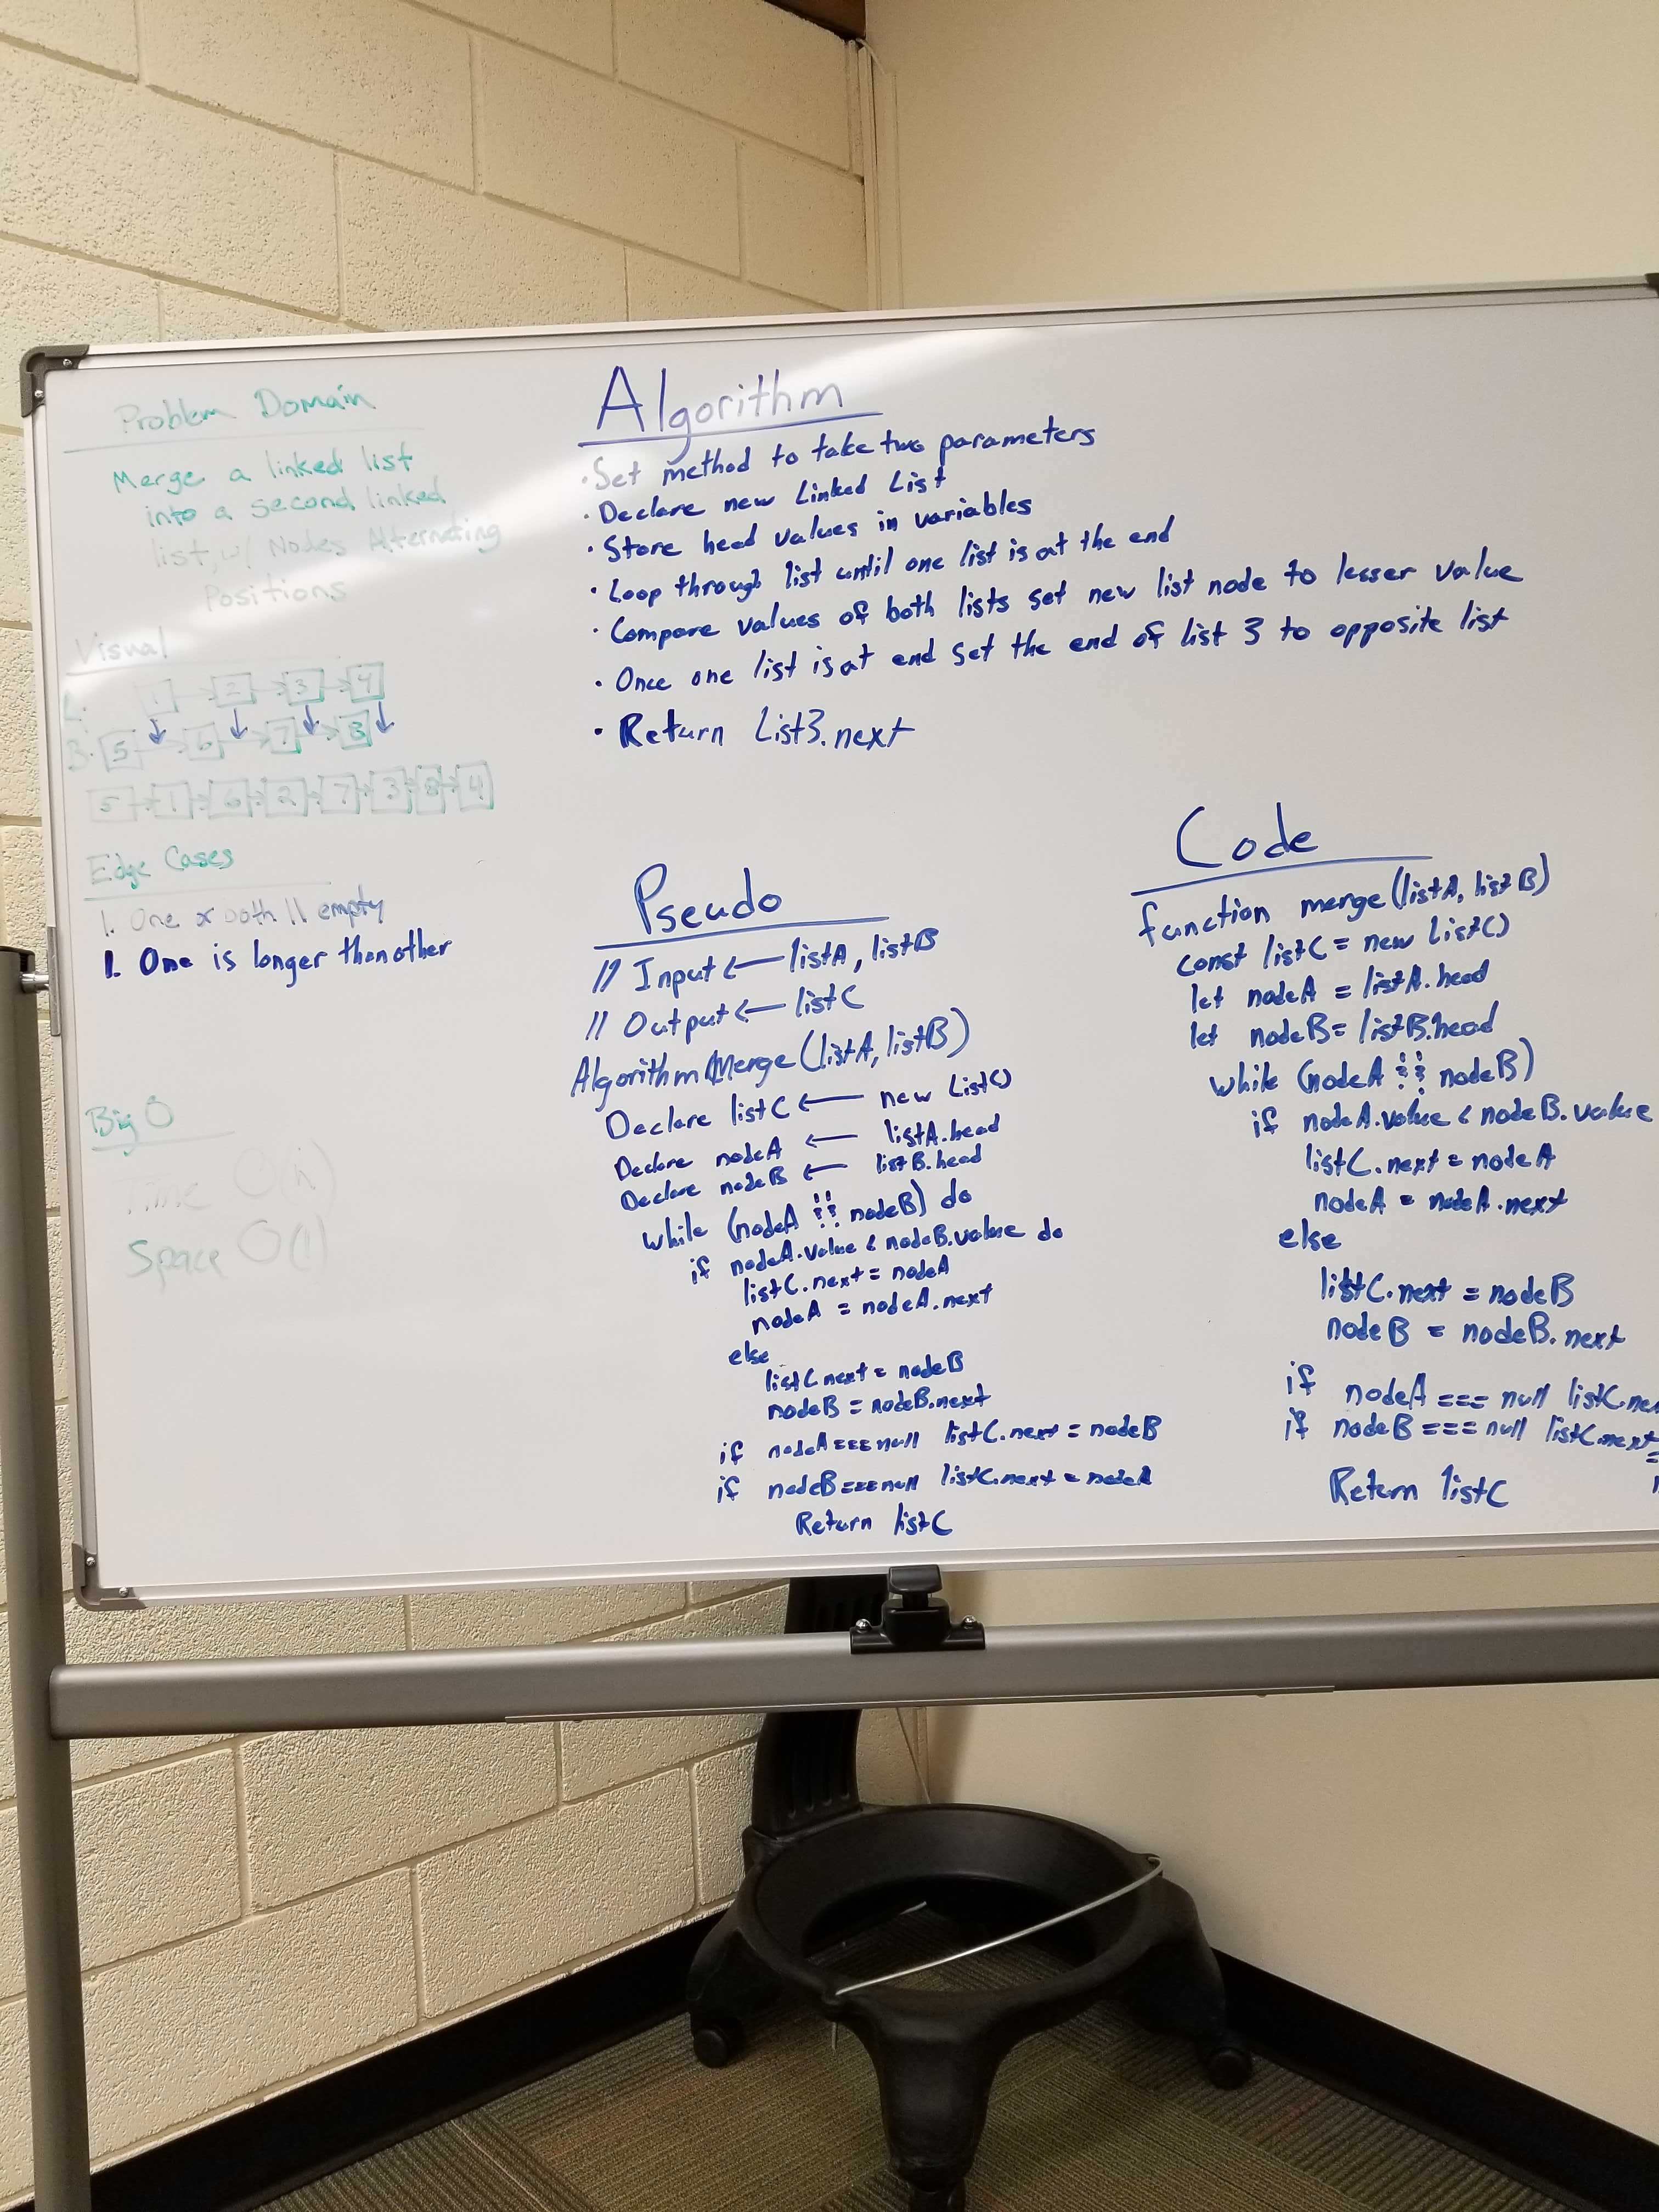 Problem Domain
Merge a linked list
into a second linked
list, w/ Nodes Alternating
Positions
Visual
1 2 3 4
B. 5 6 7 8
5 1 6 2 7 3 8 4
Edge Cases
1. One or both ll empty
1. One is longer than other
Big O
Time O(n)
Space O(1)
Algorithm
· Set method to take two parameters
· Declare new Linked List
· Store head values in variables
· Loop through list until one list is at the end
· Compare values of both lists set new list node to lesser value
· Once one list is at end set the end of list 3 to opposite list
· Return List3.next
Pseudo
// Input ← listA, listB
// Output ← listC
Algorithm Merge(listA, listB)
Declare listC ← new List()
Declare nodeA ← listA.head
Declare nodeB ← listB.head
while (nodeA && nodeB) do
if nodeA.value < nodeB.value do
listC.next = nodeA
nodeA = nodeA.next
else
listC.next = nodeB
nodeB = nodeB.next
if nodeA===null listC.next = nodeB
if nodeB===null listC.next = nodeA
Return listC
Code
function merge(listA, listB)
const listC = new List()
let nodeA = listA.head
let nodeB = listB.head
while (nodeA && nodeB)
if nodeA.value < nodeB.value
listC.next = nodeA
nodeA = nodeA.next
else
listC.next = nodeB
nodeB = nodeB.next
if nodeA === null listC.nex
if nodeB === null listC.next =
Return listC